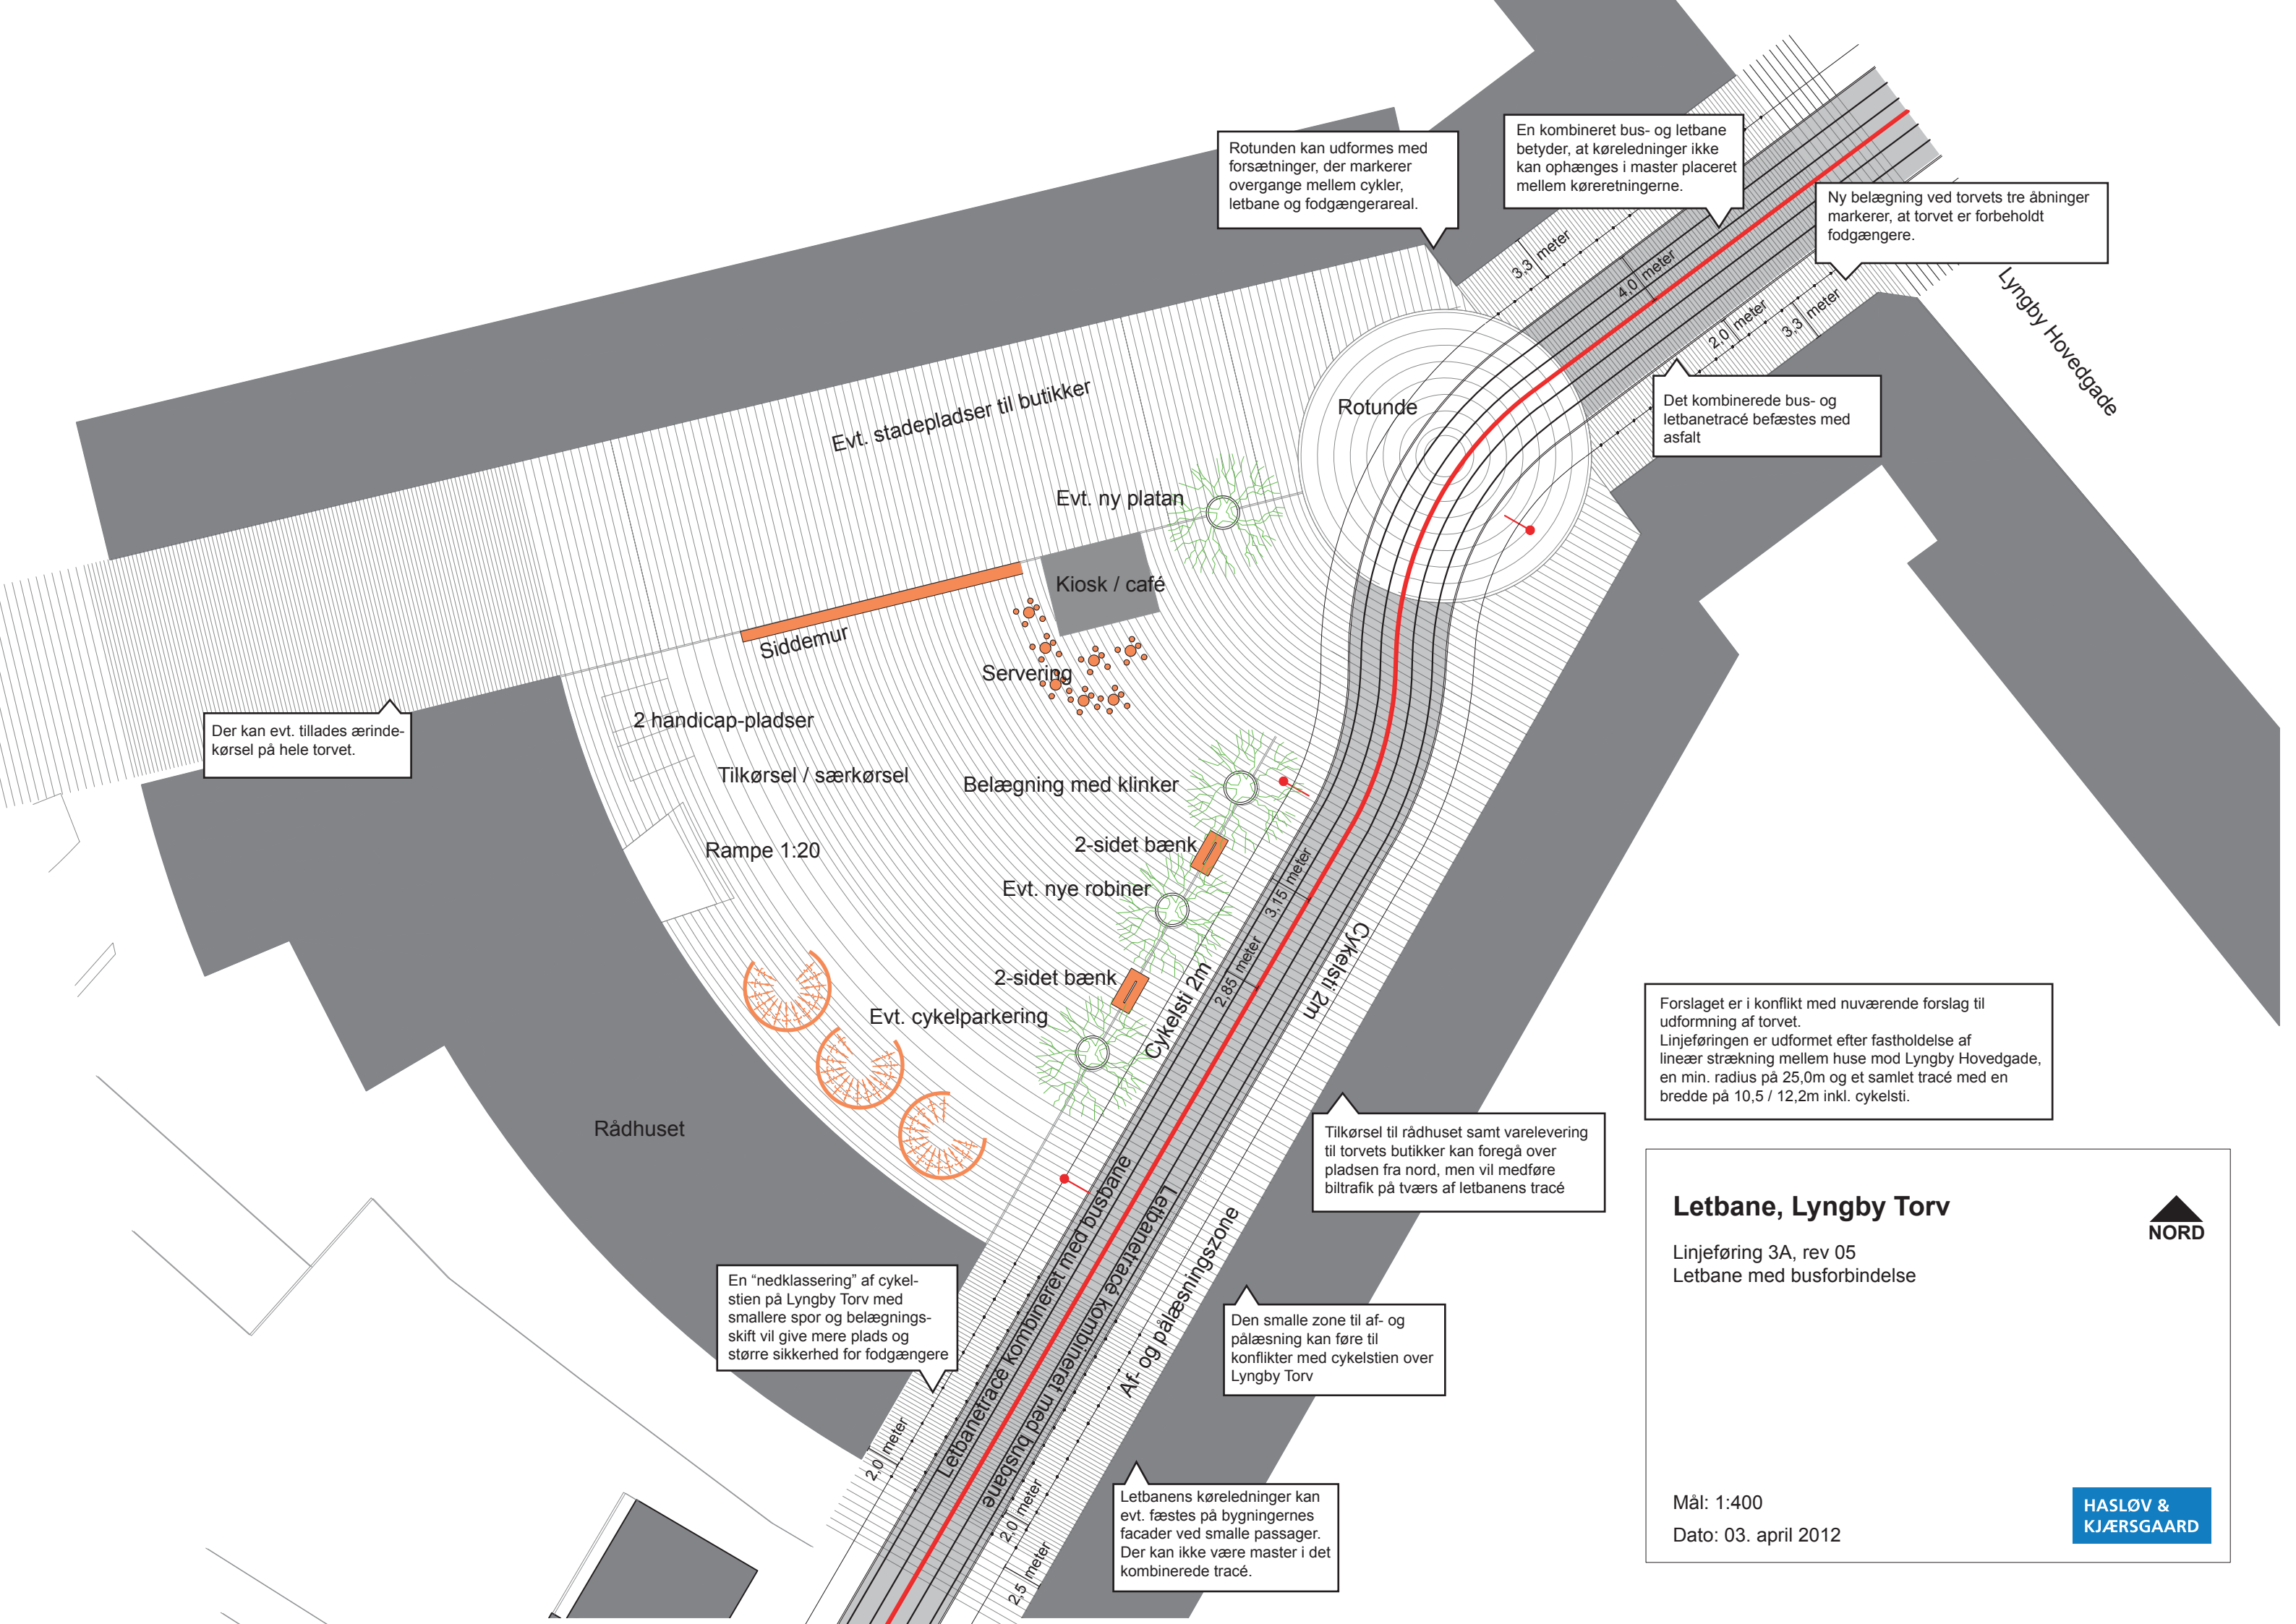 Rotunden kan udformes med
forsætninger, der markerer
overgange mellem cykler,
letbane og fodgængerareal.
En kombineret bus- og letbane
betyder, at køreledninger ikke
kan ophænges i master placeret
mellem køreretningerne.
Ny belægning ved torvets tre åbninger
markerer, at torvet er forbeholdt
fodgængere.
3,3 meter
4,0 meter
2,0 meter
3,3 meter
Lyngby Hovedgade
Det kombinerede bus- og
letbanetracé befæstes med
asfalt
Rotunde
Evt. stadepladser til butikker
Evt. ny platan
Kiosk / café
Siddemur
Servering
2 handicap-pladser
Der kan evt. tillades ærinde-
kørsel på hele torvet.
Tilkørsel / særkørsel
Belægning med klinker
Rampe 1:20
2-sidet bænk
Evt. nye robiner
3,15 meter
2-sidet bænk
2,85 meter
Cykelsti 2m
Cykelsti 2m
Evt. cykelparkering
Rådhuset
Forslaget er i konflikt med nuværende forslag til
udformning af torvet.
Linjeføringen er udformet efter fastholdelse af
lineær strækning mellem huse mod Lyngby Hovedgade,
en min. radius på 25,0m og et samlet tracé med en
bredde på 10,5 / 12,2m inkl. cykelsti.
Tilkørsel til rådhuset samt varelevering
til torvets butikker kan foregå over
pladsen fra nord, men vil medføre
biltrafik på tværs af letbanens tracé
Letbanetrace kombineret med busbane
Letbanetracé kombineret med busbane
Af- og pålæsningszone
En “nedklassering” af cykel-
stien på Lyngby Torv med
smallere spor og belægnings-
skift vil give mere plads og
større sikkerhed for fodgængere
Den smalle zone til af- og
pålæsning kan føre til
konflikter med cykelstien over
Lyngby Torv
2,0 meter
2,0 meter
2,5 meter
Letbanens køreledninger kan
evt. fæstes på bygningernes
facader ved smalle passager.
Der kan ikke være master i det
kombinerede tracé.
Letbane, Lyngby Torv
NORD
Linjeføring 3A, rev 05
Letbane med busforbindelse
Mål: 1:400
Dato: 03. april 2012
HASLØV &
KJÆRSGAARD